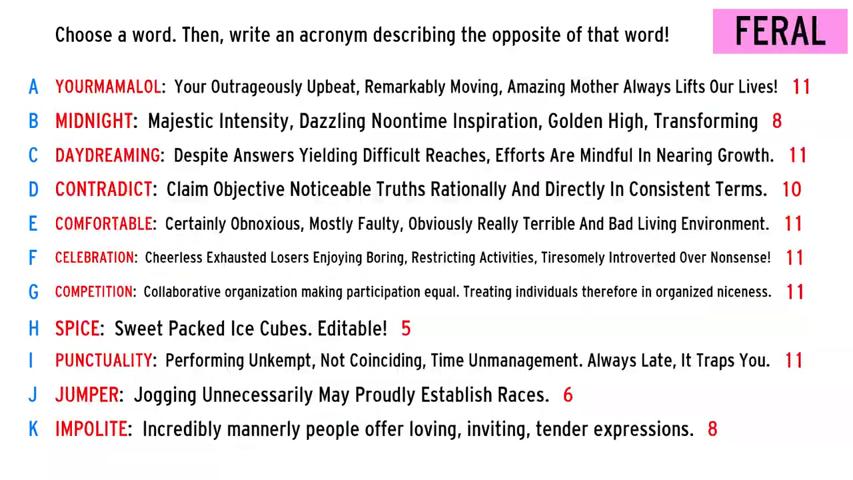 Choose a word. Then, write an acronym describing the opposite of that word!
FERAL
A YOURMAMALOL: Your Outrageously Upbeat, Remarkably Moving, Amazing Mother Always Lifts Our Lives! 11
B MIDNIGHT: Majestic Intensity, Dazzling Noontime Inspiration, Golden High, Transforming 8
C DAYDREAMING: Despite Answers Yielding Difficult Reaches, Efforts Are Mindful In Nearing Growth. 11
D CONTRADICT: Claim Objective Noticeable Truths Rationally And Directly In Consistent Terms. 10
E COMFORTABLE: Certainly Obnoxious, Mostly Faulty, Obviously Really Terrible And Bad Living Environment. 11
F CELEBRATION: Cheerless Exhausted Losers Enjoying Boring, Restricting Activities, Tiresomely Introverted Over Nonsense! 11
G COMPETITION: Collaborative organization making participation equal. Treating individuals therefore in organized niceness. 11
H SPICE: Sweet Packed Ice Cubes. Editable! 5
I PUNCTUALITY: Performing Unkempt, Not Coinciding, Time Unmanagement. Always Late, It Traps You. 11
J JUMPER: Jogging Unnecessarily May Proudly Establish Races. 6
K IMPOLITE: Incredibly mannerly people offer loving, inviting, tender expressions. 8